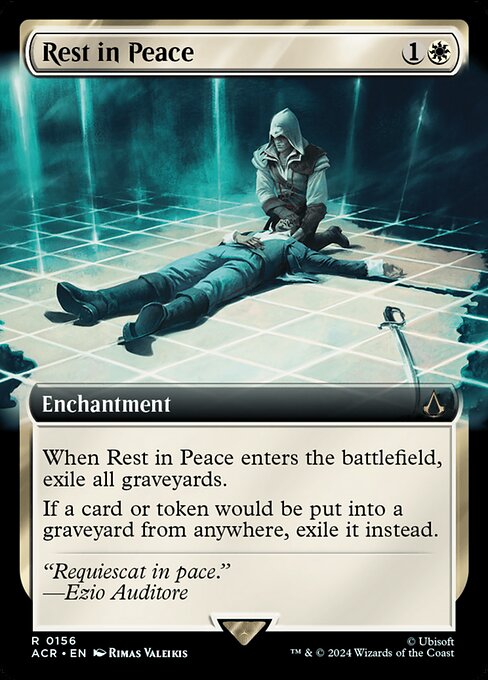 Rest in Peace 1
Enchantment
When Rest in Peace enters the battlefield,
exile all graveyards.
If a card or token would be put into a
graveyard from anywhere, exile it instead.
“Requiescat in pace.”
—Ezio Auditore
R 0156
ACR • EN Rimas Valeikis
© Ubisoft
™ & © 2024 Wizards of the Coast